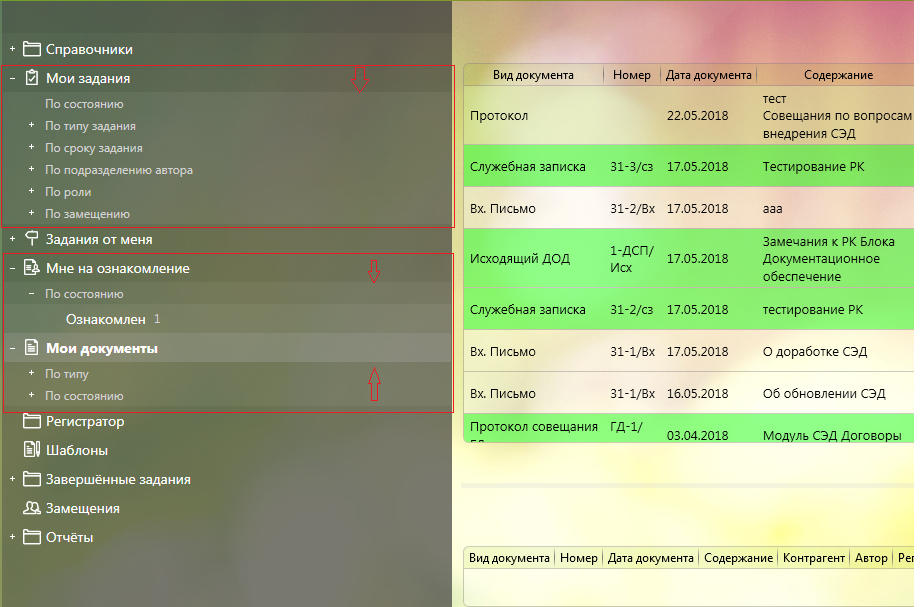 Справочники
Мои задания
По состоянию
По типу задания
По сроку задания
По подразделению автора
По роли
По замещению
Задания от меня
Мне на ознакомление
По состоянию
Ознакомлен 1
Мои документы
По типу
По состоянию
Регистратор
Шаблоны
Завершённые задания
Замещения
Отчёты
Вид документа Номер Дата документа Содержание
Протокол 22.05.2018 тест
Совещания по вопросам
внедрения СЭД
Служебная записка 31-3/сз 17.05.2018 Тестирование РК
Вх. Письмо 31-2/Вх 17.05.2018 ааа
Исходящий ДОД 1-ДСП/
Исх 17.05.2018 Замечания к РК Блока
Документационное
обеспечение
Служебная записка 31-2/сз 17.05.2018 тестирование РК
Вх. Письмо 31-1/Вх 17.05.2018 О доработке СЭД
Вх. Письмо 31-1/Вх 16.05.2018 Об обновлении СЭД
Протокол совещания ГД-1/ 03.04.2018 Модуль СЭД Договоры
Вид документа Номер Дата документа Содержание Контрагент Автор Рег